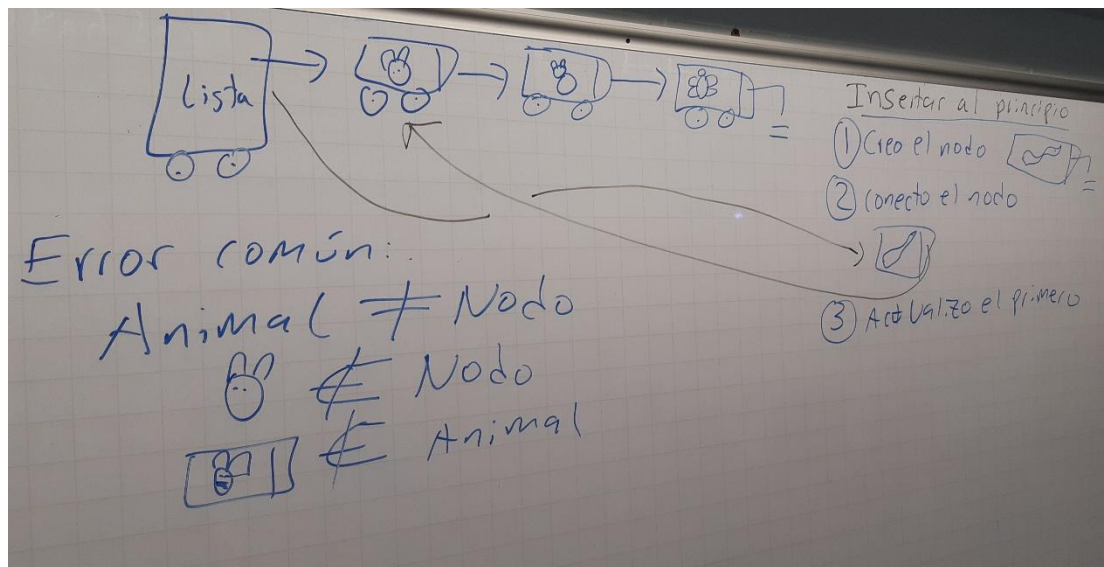 Lista
Insertar al principio
① Creo el nodo
② conecto el nodo
③ Actualizo el primero
Error común:
Animal ≠ Nodo
∉ Nodo
∉ Animal